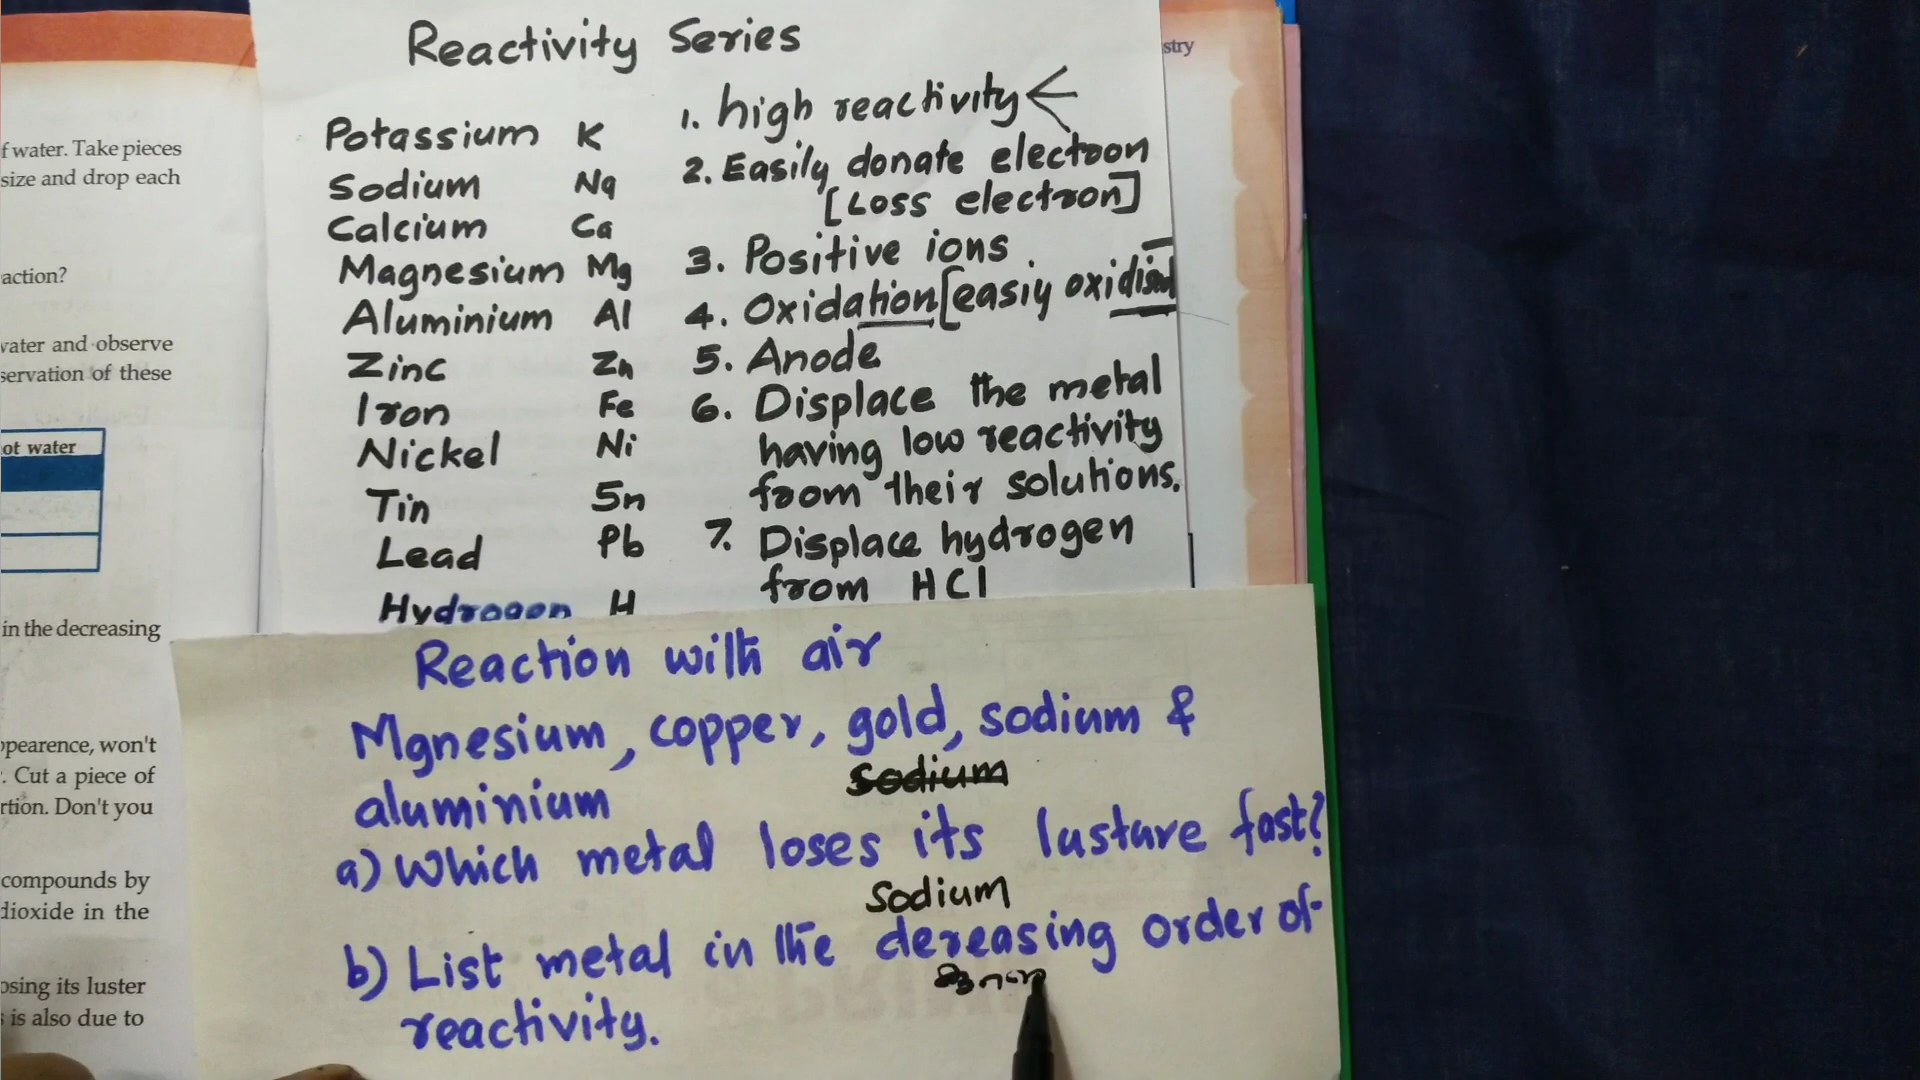 Reactivity Series
stry
Potassium K
Sodium Na
Calcium Ca
Magnesium Mg
Aluminium Al
Zinc Zn
Iron Fe
Nickel Ni
Tin Sn
Lead Pb
Hydrogen H
1. high reactivity
2. Easily donate electron
[Loss electron]
3. Positive ions
4. Oxidation [easiy oxidised
5. Anode
6. Displace the metal
having low reactivity
from their solutions.
7. Displace hydrogen
from HCl
f water. Take pieces
size and drop each
action?
vater and observe
servation of these
ot water
in the decreasing
ppearence, won't
. Cut a piece of
rtion. Don't you
compounds by
dioxide in the
osing its luster
is also due to
Reaction with air
Mgnesium, copper, gold, sodium &
sodium
aluminium
a) Which metal loses its lusture fast?
Sodium
b) List metal in the dereasing order of
reactivity.